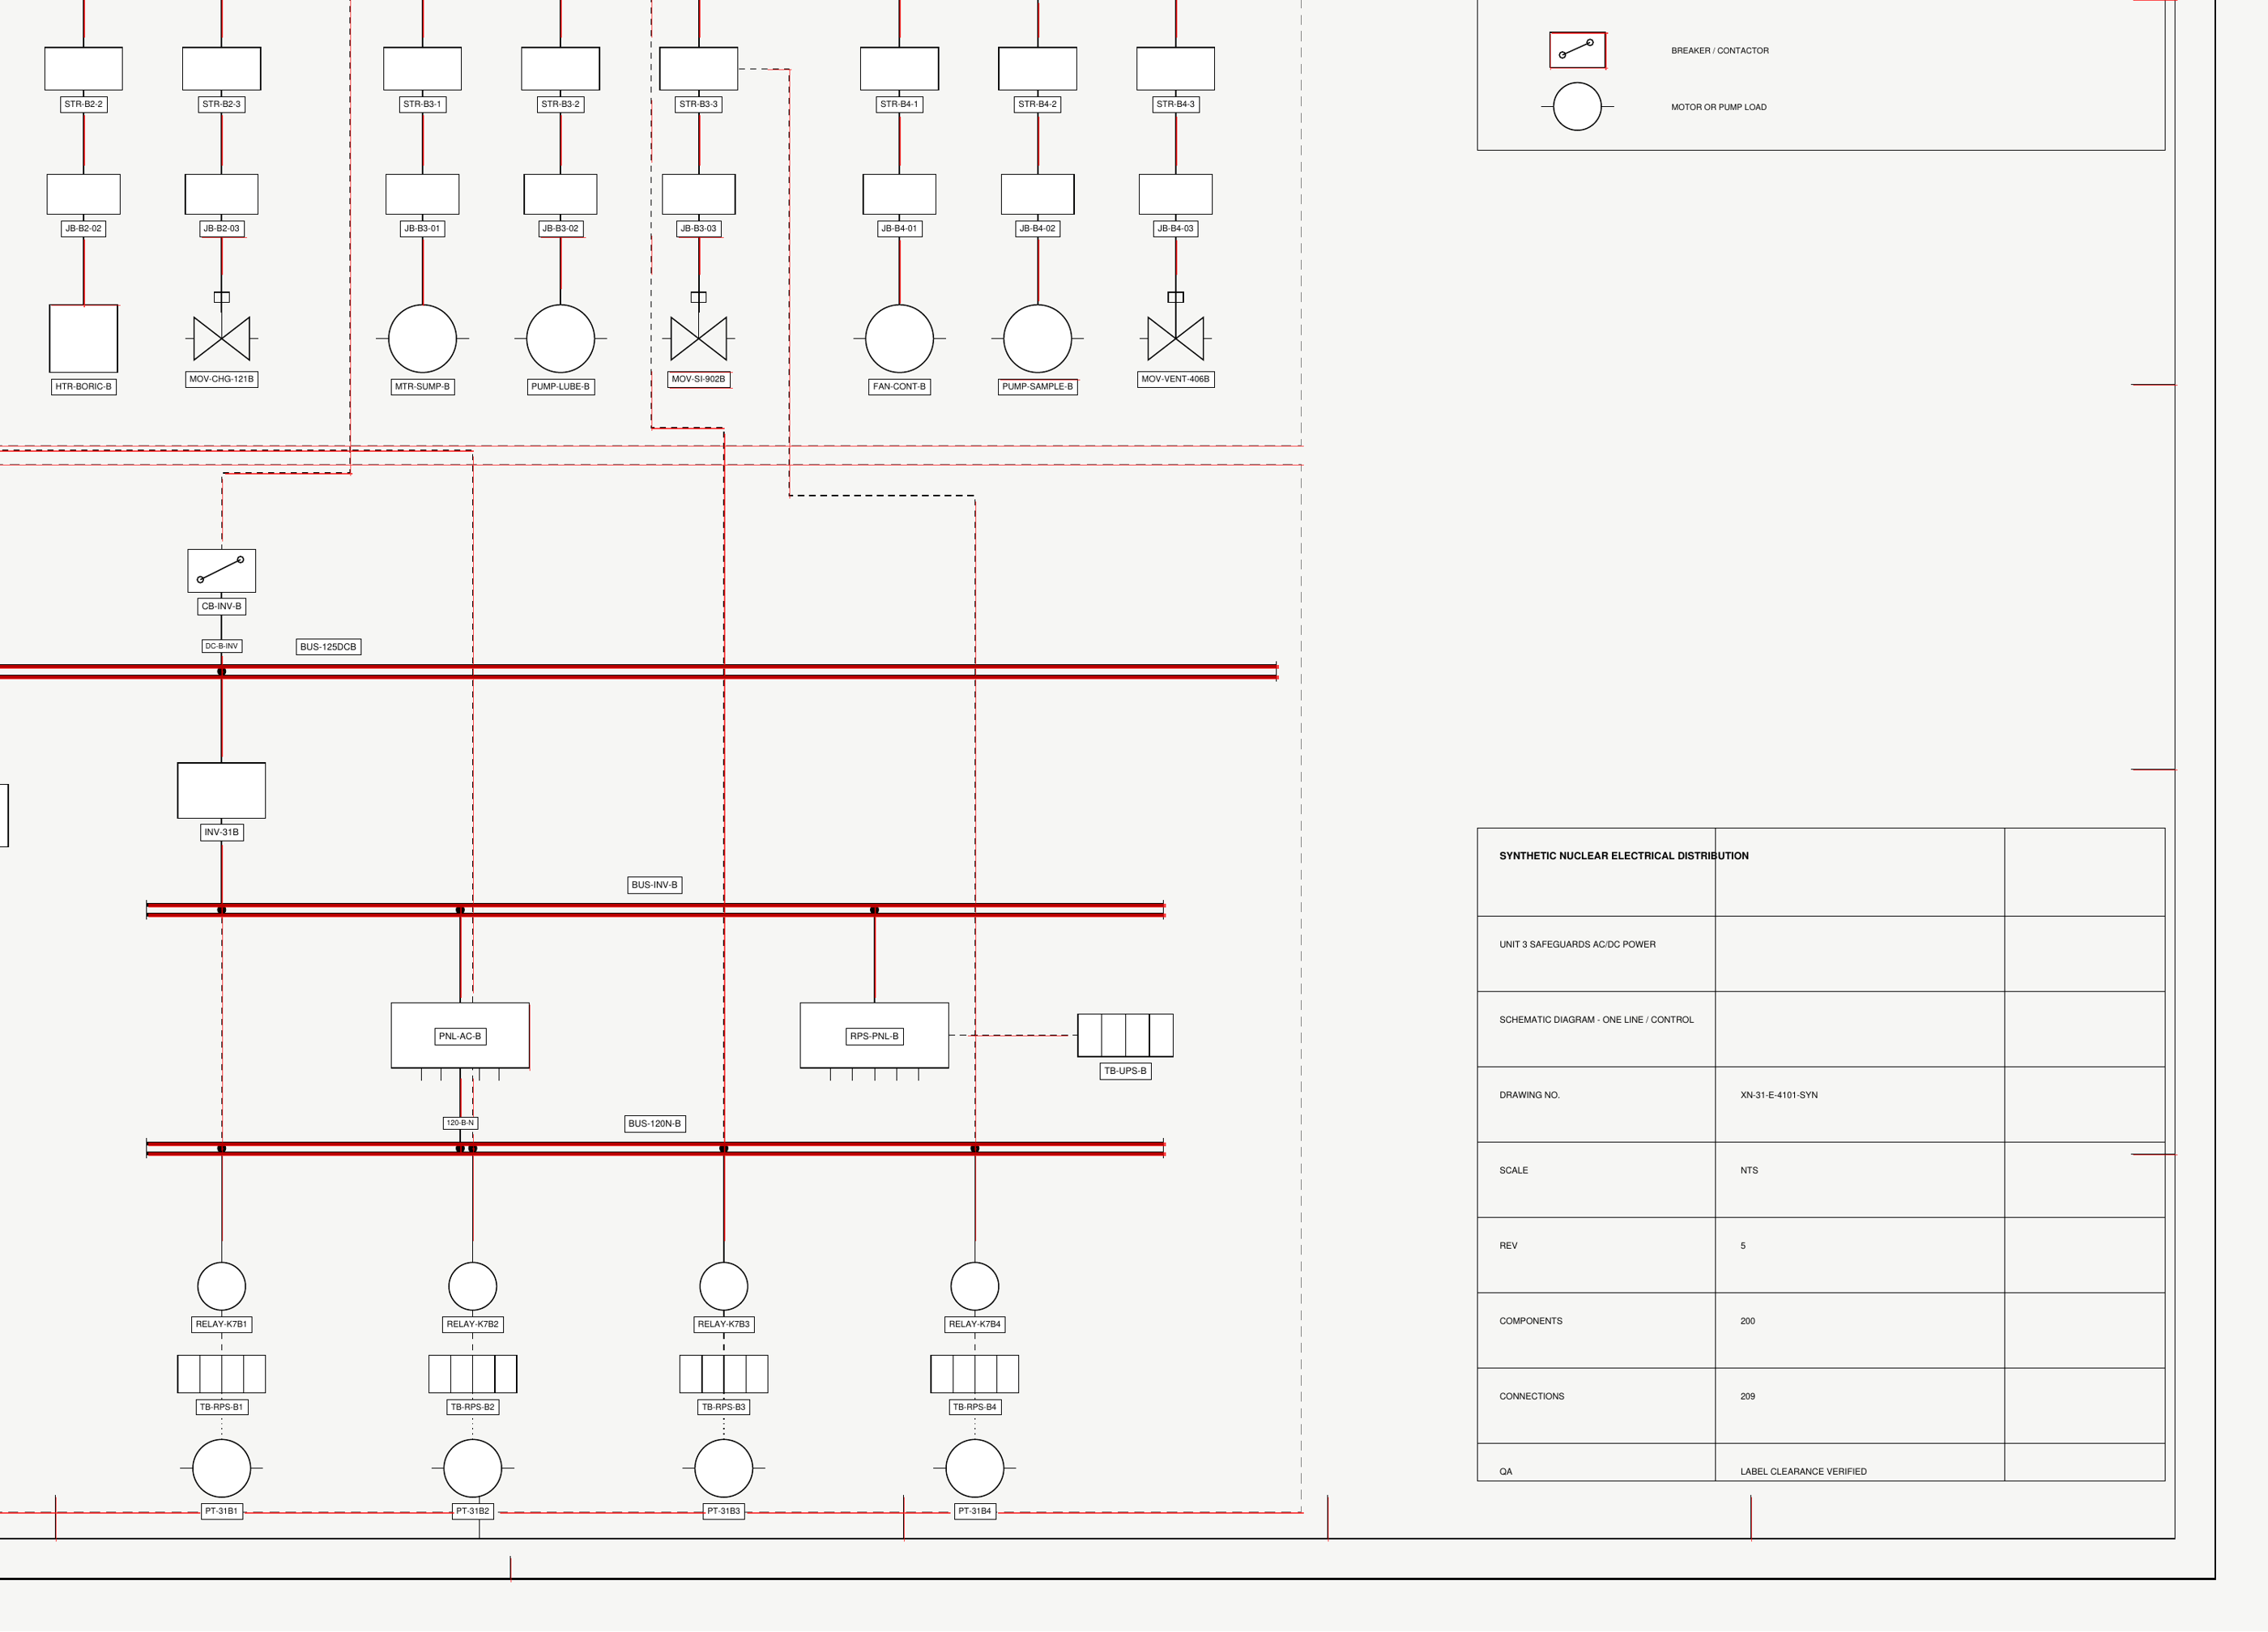 BREAKER / CONTACTOR
MOTOR OR PUMP LOAD
STR-B2-2
STR-B2-3
STR-B3-1
STR-B3-2
STR-B3-3
STR-B4-1
STR-B4-2
STR-B4-3
JB-B2-02
JB-B2-03
JB-B3-01
JB-B3-02
JB-B3-03
JB-B4-01
JB-B4-02
JB-B4-03
HTR-BORIC-B
MOV-CHG-121B
MTR-SUMP-B
PUMP-LUBE-B
MOV-SI-902B
FAN-CONT-B
PUMP-SAMPLE-B
MOV-VENT-406B
CB-INV-B
DC-B-INV
BUS-125DCB
INV-31B
BUS-INV-B
PNL-AC-B
RPS-PNL-B
TB-UPS-B
120-B-N
BUS-120N-B
RELAY-K7B1
RELAY-K7B2
RELAY-K7B3
RELAY-K7B4
TB-RPS-B1
TB-RPS-B2
TB-RPS-B3
TB-RPS-B4
PT-31B1
PT-31B2
PT-31B3
PT-31B4
SYNTHETIC NUCLEAR ELECTRICAL DISTRIBUTION
UNIT 3 SAFEGUARDS AC/DC POWER
SCHEMATIC DIAGRAM - ONE LINE / CONTROL
DRAWING NO. XN-31-E-4101-SYN
SCALE NTS
REV 5
COMPONENTS 200
CONNECTIONS 209
QA LABEL CLEARANCE VERIFIED